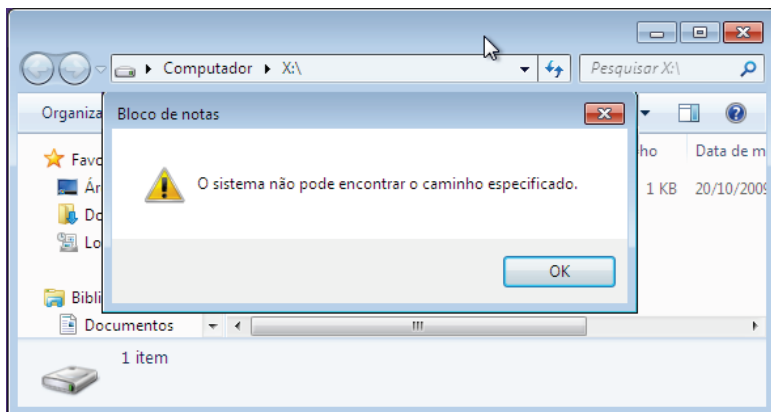 Computador X:\
Pesquisar X:\
Organiza
Bloco de notas
O sistema não pode encontrar o caminho especificado.
OK
ho
Data de m
1 KB
20/10/2009
Favo
Ár
Do
Lo
Bibli
Documentos
1 item